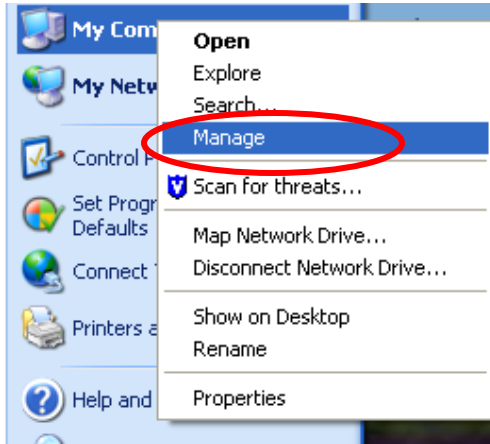 My Com
Open
Explore
My Netw
Search...
Manage
Control P
Scan for threats...
Set Progr
Defaults
Map Network Drive...
Connect
Disconnect Network Drive...
Printers a
Show on Desktop
Rename
Help and
Properties